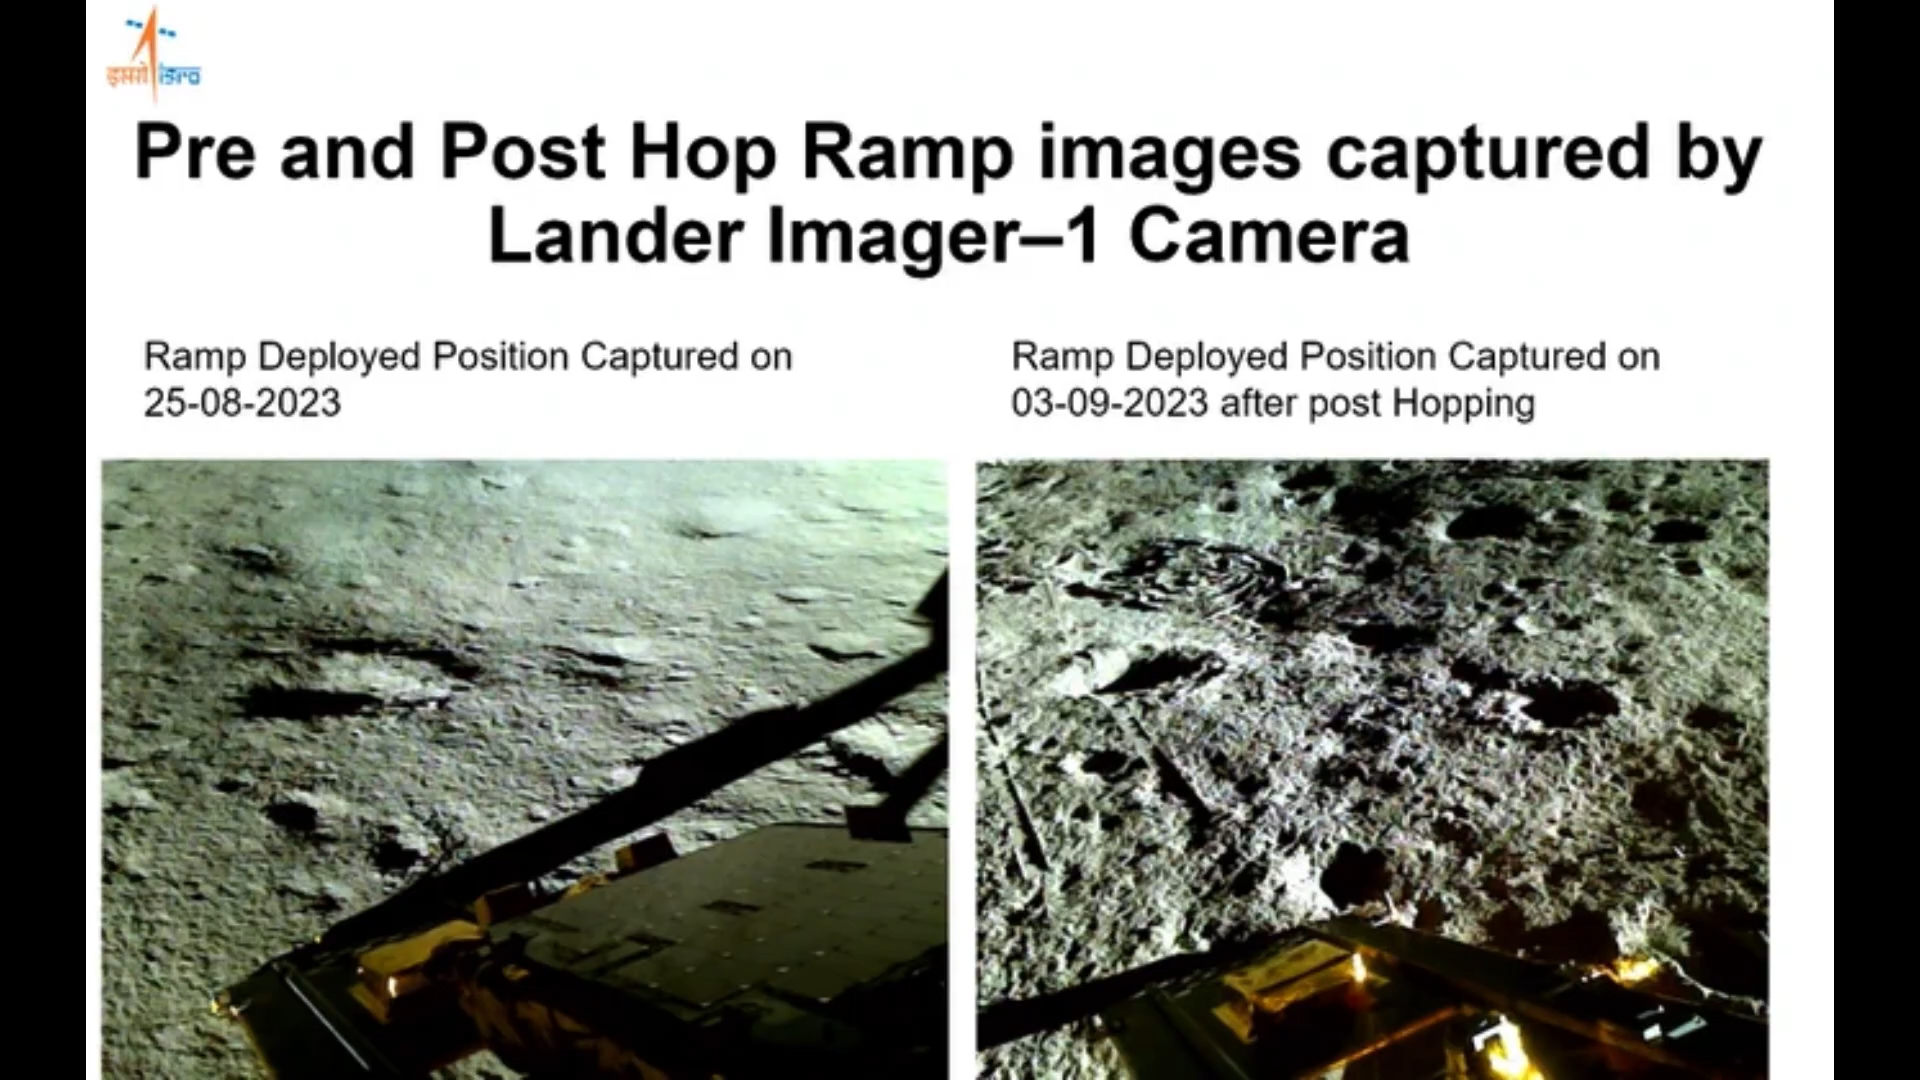 इसरो isro
Pre and Post Hop Ramp images captured by
Lander Imager–1 Camera
Ramp Deployed Position Captured on
25-08-2023
Ramp Deployed Position Captured on
03-09-2023 after post Hopping